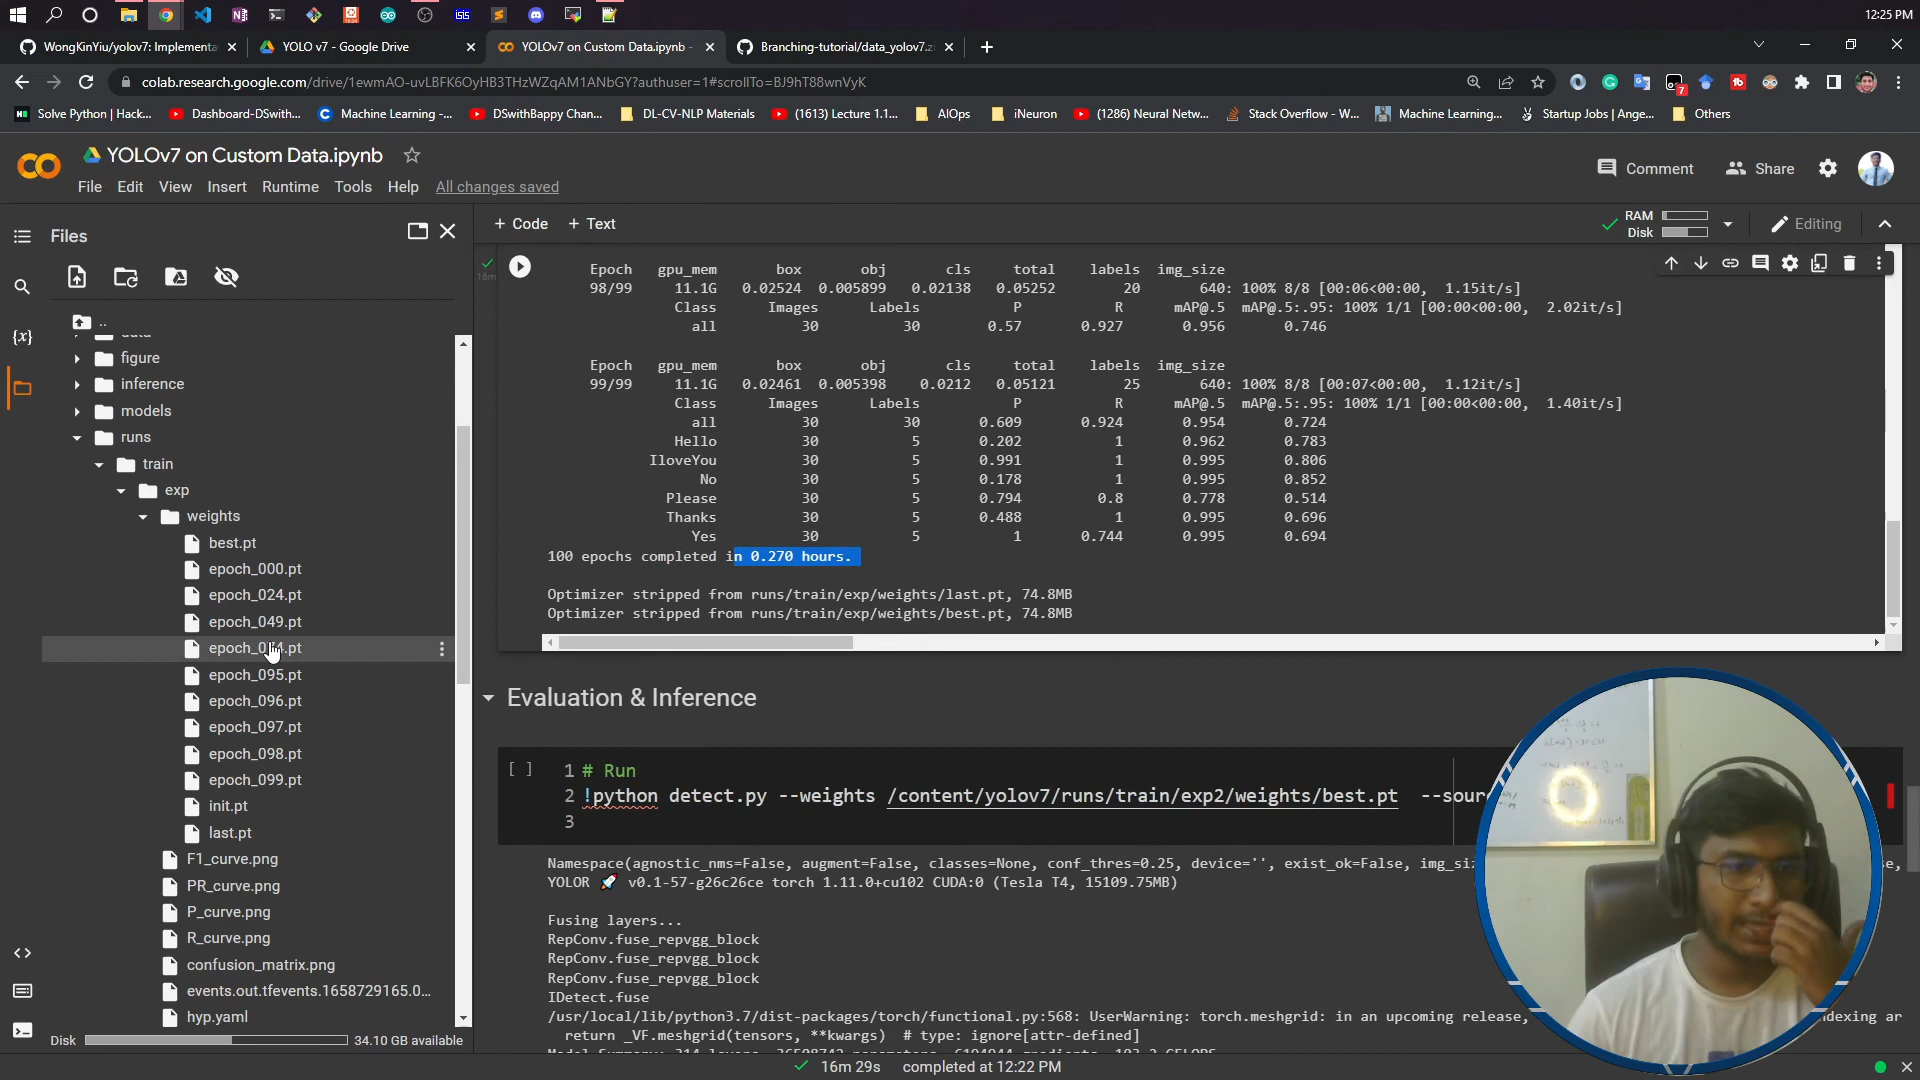 12:25 PM
WongKinYiu/yolov7: Implementa
YOLO v7 - Google Drive
YOLOv7 on Custom Data.ipynb -
Branching-tutorial/data_yolov7.z
colab.research.google.com/drive/1ewmAO-uvLBFK6OyHB3THzWZqAM1ANbGY?authuser=1#scrollTo=BJ9hT88wnVyK
7
Solve Python | Hack...
Dashboard-DSwith...
Machine Learning -...
DSwithBappy Chan...
DL-CV-NLP Materials
(1613) Lecture 1.1...
AIOps
iNeuron
(1286) Neural Netw...
Stack Overflow - W...
Machine Learning...
Startup Jobs | Ange...
Others
YOLOv7 on Custom Data.ipynb
File Edit View Insert Runtime Tools Help All changes saved
Comment
Share
+ Code + Text
RAM
Disk
Editing
Files
..
figure
inference
models
runs
train
exp
weights
best.pt
epoch_000.pt
epoch_024.pt
epoch_049.pt
epoch_095.pt
epoch_096.pt
epoch_097.pt
epoch_098.pt
epoch_099.pt
init.pt
last.pt
F1_curve.png
PR_curve.png
P_curve.png
R_curve.png
confusion_matrix.png
events.out.tfevents.1658729165.0...
hyp.yaml
Disk 34.10 GB available
16m
Epoch gpu_mem box obj cls total labels img_size
98/99 11.1G 0.02524 0.005899 0.02138 0.05252 20 640: 100% 8/8 [00:06<00:00, 1.15it/s]
Class Images Labels P R mAP@.5 mAP@.5:.95: 100% 1/1 [00:00<00:00, 2.02it/s]
all 30 30 0.57 0.927 0.956 0.746
Epoch gpu_mem box obj cls total labels img_size
99/99 11.1G 0.02461 0.005398 0.0212 0.05121 25 640: 100% 8/8 [00:07<00:00, 1.12it/s]
Class Images Labels P R mAP@.5 mAP@.5:.95: 100% 1/1 [00:00<00:00, 1.40it/s]
all 30 30 0.609 0.924 0.954 0.724
Hello 30 5 0.202 1 0.962 0.783
IloveYou 30 5 0.991 1 0.995 0.806
No 30 5 0.178 1 0.995 0.852
Please 30 5 0.794 0.8 0.778 0.514
Thanks 30 5 0.488 1 0.995 0.696
Yes 30 5 1 0.744 0.995 0.694
100 epochs completed in 0.270 hours.
Optimizer stripped from runs/train/exp/weights/last.pt, 74.8MB
Optimizer stripped from runs/train/exp/weights/best.pt, 74.8MB
Evaluation & Inference
[ ] 1 # Run
2 !python detect.py --weights /content/yolov7/runs/train/exp2/weights/best.pt --sour
3
Namespace(agnostic_nms=False, augment=False, classes=None, conf_thres=0.25, device='', exist_ok=False, img_si
YOLOR 🚀 v0.1-57-g26c26ce torch 1.11.0+cu102 CUDA:0 (Tesla T4, 15109.75MB)
Fusing layers...
RepConv.fuse_repvgg_block
RepConv.fuse_repvgg_block
RepConv.fuse_repvgg_block
IDetect.fuse
/usr/local/lib/python3.7/dist-packages/torch/functional.py:568: UserWarning: torch.meshgrid: in an upcoming release,
return _VF.meshgrid(tensors, **kwargs) # type: ignore[attr-defined]
16m 29s completed at 12:22 PM